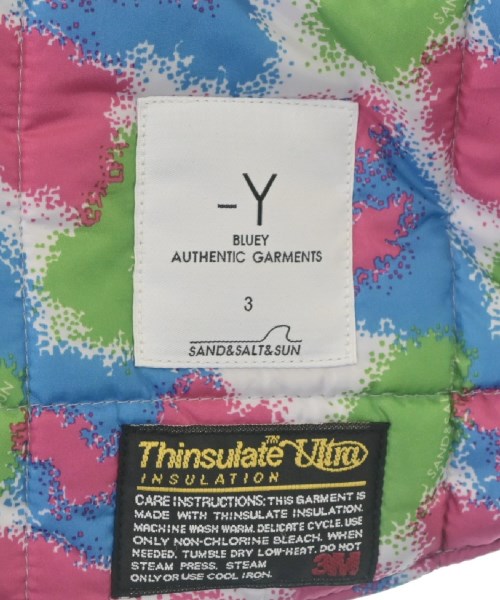 –Y
BLUEY
AUTHENTIC GARMENTS
3
SAND&SALT&SUN
Thinsulate™ Ultra
INSULATION
CARE INSTRUCTIONS: THIS GARMENT IS
MADE WITH THINSULATE INSULATION.
MACHINE WASH WARM. DELICATE CYCLE. USE
ONLY NON-CHLORINE BLEACH. WHEN
NEEDED. TUMBLE DRY LOW-HEAT. DO NOT
STEAM PRESS. STEAM
ONLY OR USE COOL IRON.
3M